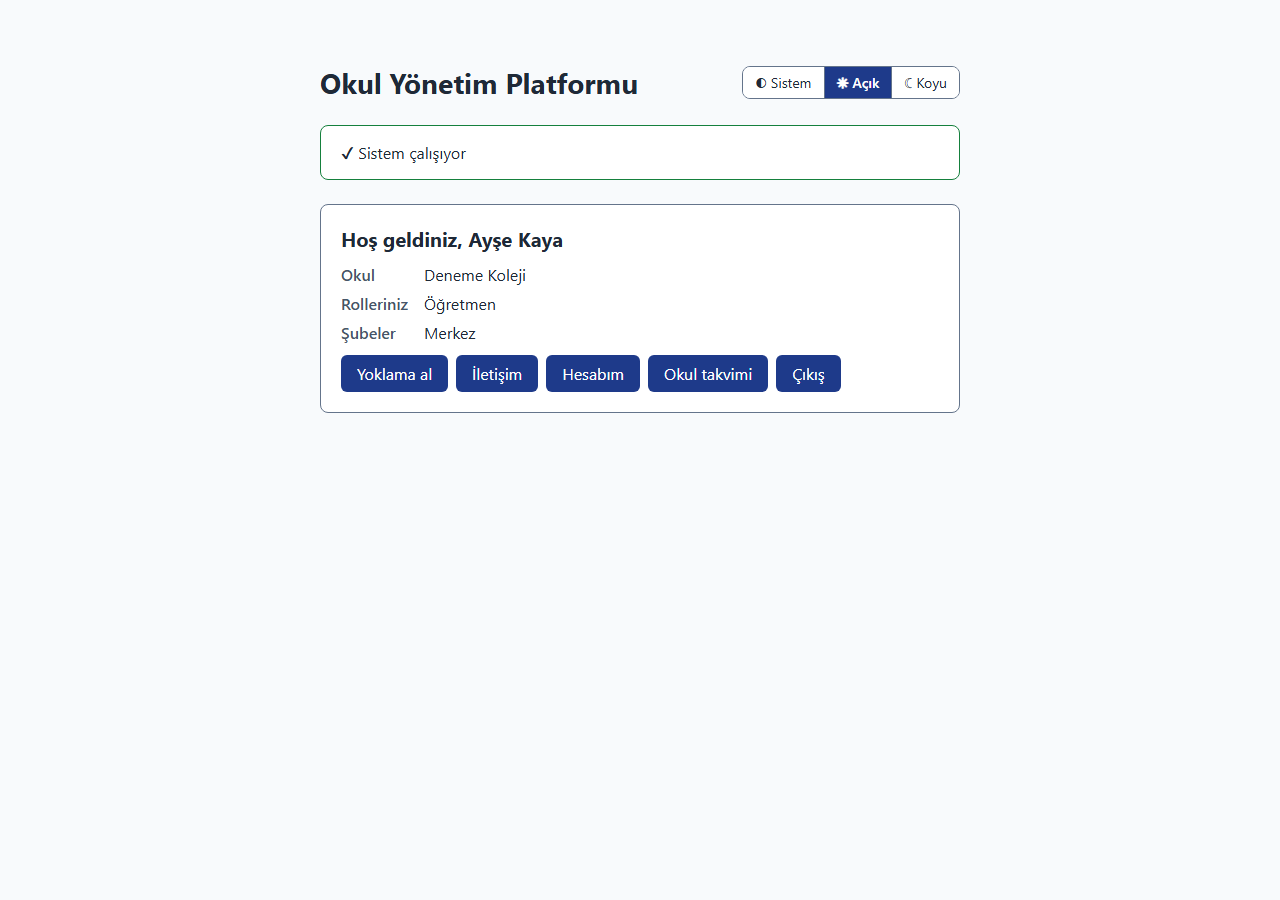 Okul Yönetim Platformu
◐ Sistem ❋ Açık ☾ Koyu
✓ Sistem çalışıyor
Hoş geldiniz, Ayşe Kaya
Okul Deneme Koleji
Rolleriniz Öğretmen
Şubeler Merkez
Yoklama al İletişim Hesabım Okul takvimi Çıkış